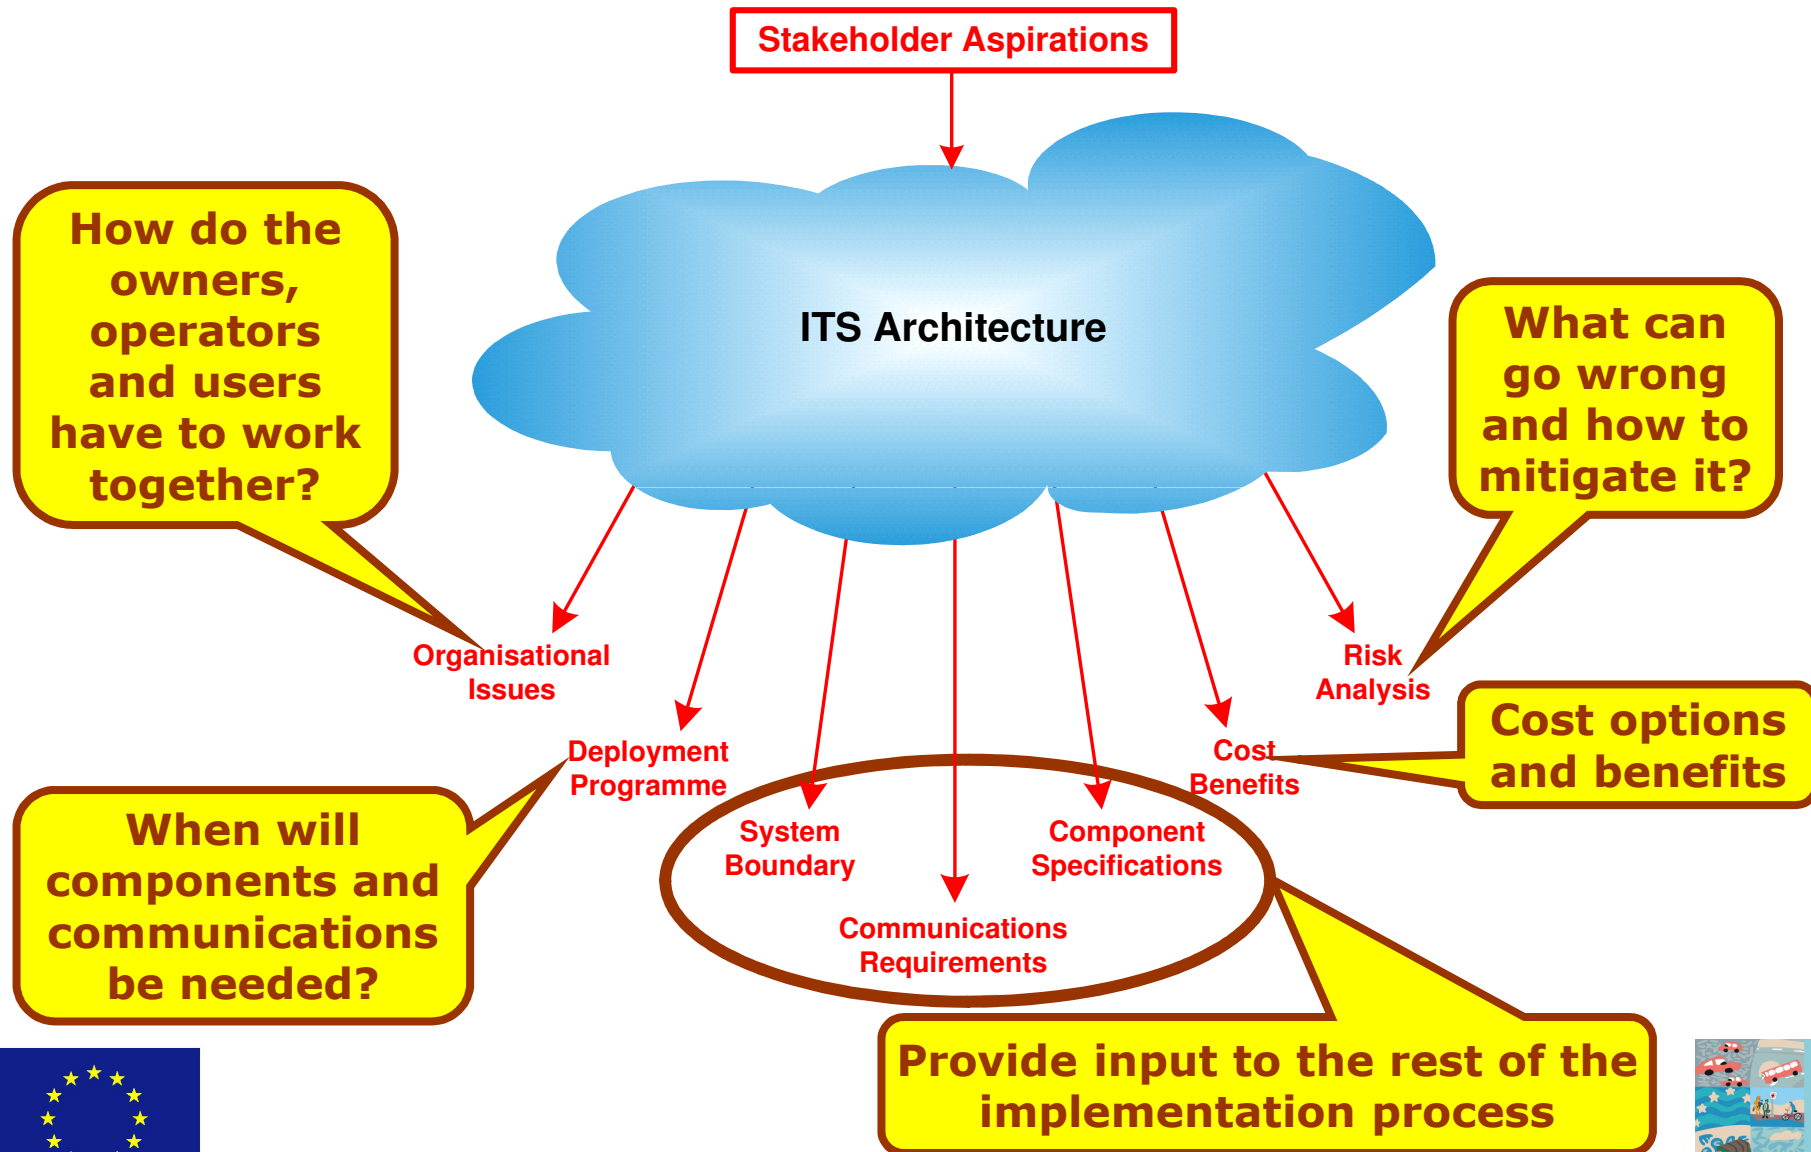 Stakeholder Aspirations
How do the
owners,
operators
and users
have to work
together?
ITS Architecture
What can
go wrong
and how to
mitigate it?
Organisational
Issues
Risk
Analysis
Deployment
Programme
Cost
Benefits
Cost options
and benefits
When will
components and
communications
be needed?
System
Boundary
Component
Specifications
Communications
Requirements
Provide input to the rest of the
implementation process